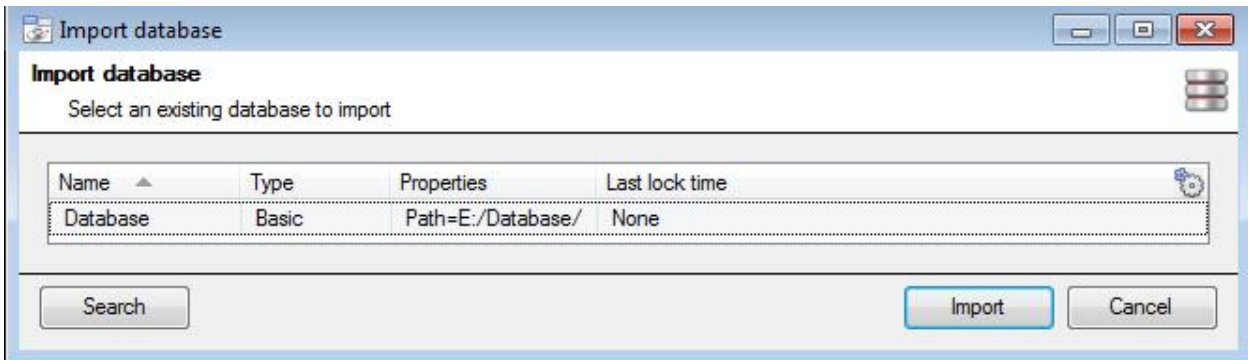 Import database
Import database
Select an existing database to import
Name Type Properties Last lock time
Database Basic Path=E:/Database/ None
Search Import Cancel